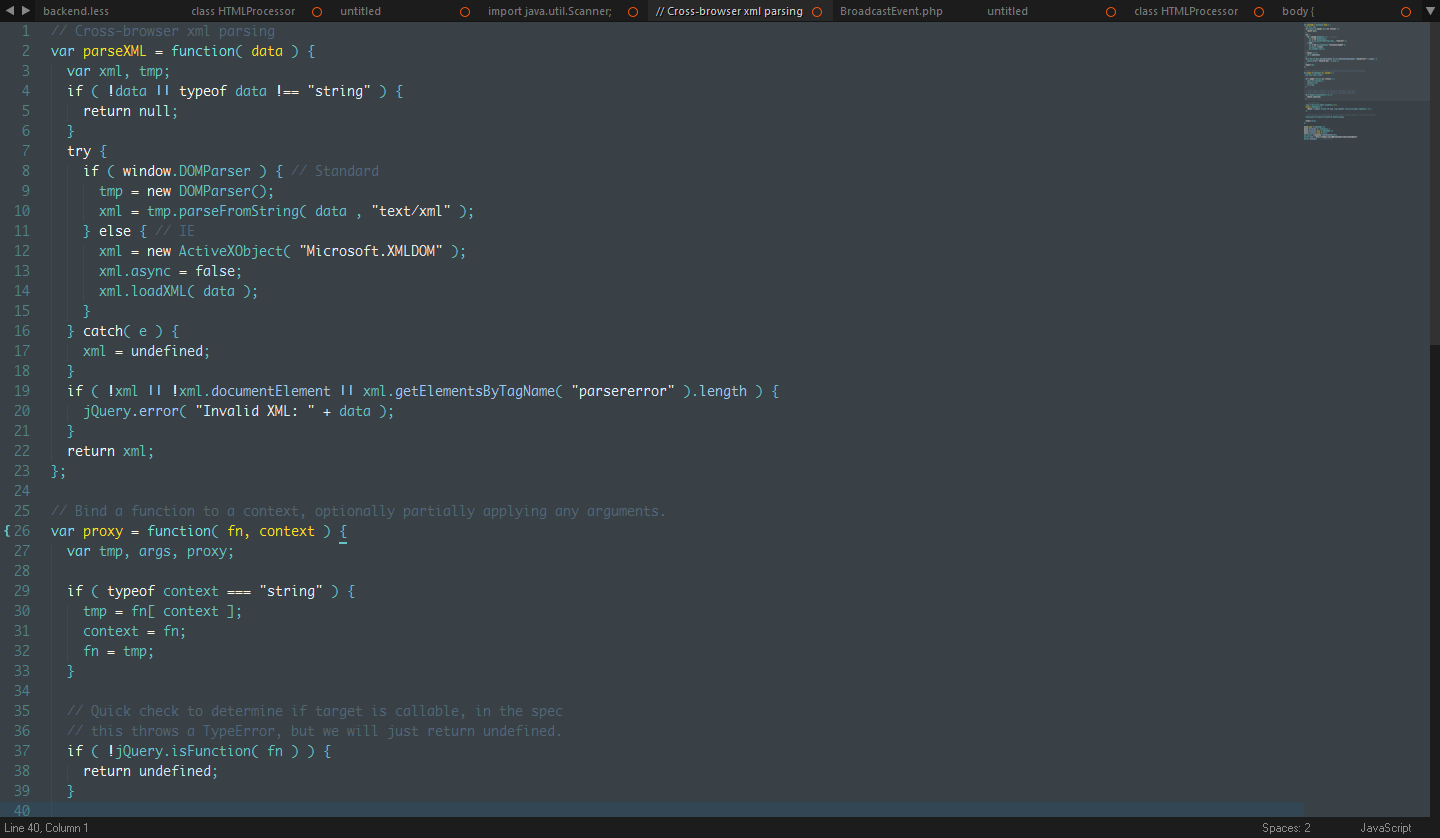 backend.less class HTMLProcessor untitled import java.util.Scanner; // Cross-browser xml parsing BroadcastEvent.php untitled class HTMLProcessor body {
1 // Cross-browser xml parsing
2 var parseXML = function( data ) {
3 var xml, tmp;
4 if ( !data || typeof data !== "string" ) {
5 return null;
6 }
7 try {
8 if ( window.DOMParser ) { // Standard
9 tmp = new DOMParser();
10 xml = tmp.parseFromString( data , "text/xml" );
11 } else { // IE
12 xml = new ActiveXObject( "Microsoft.XMLDOM" );
13 xml.async = false;
14 xml.loadXML( data );
15 }
16 } catch( e ) {
17 xml = undefined;
18 }
19 if ( !xml || !xml.documentElement || xml.getElementsByTagName( "parsererror" ).length ) {
20 jQuery.error( "Invalid XML: " + data );
21 }
22 return xml;
23 };
24
25 // Bind a function to a context, optionally partially applying any arguments.
{ 26 var proxy = function( fn, context ) {
27 var tmp, args, proxy;
28
29 if ( typeof context === "string" ) {
30 tmp = fn[ context ];
31 context = fn;
32 fn = tmp;
33 }
34
35 // Quick check to determine if target is callable, in the spec
36 // this throws a TypeError, but we will just return undefined.
37 if ( !jQuery.isFunction( fn ) ) {
38 return undefined;
39 }
40
Line 40, Column 1 Spaces: 2 JavaScript